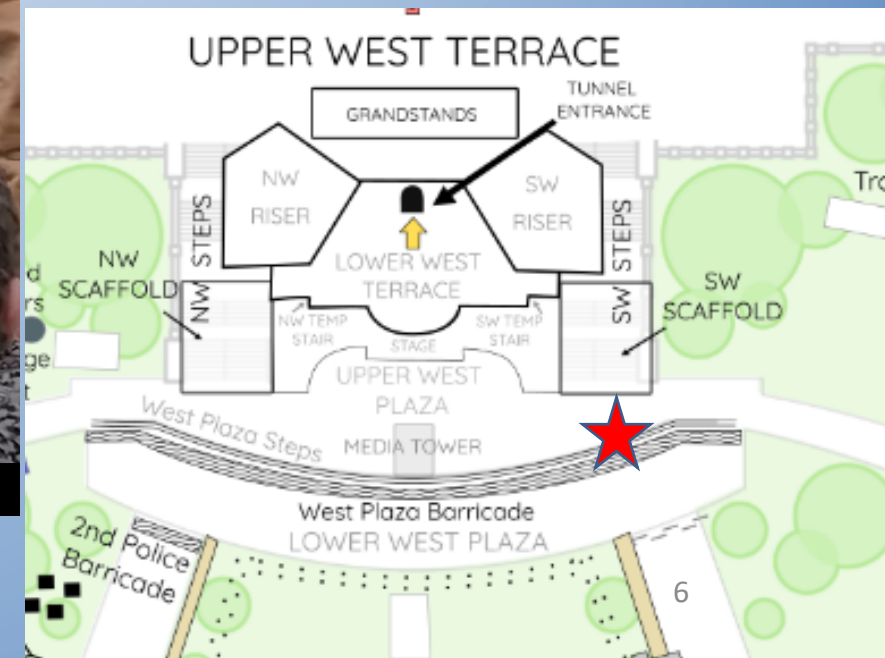 UPPER WEST TERRACE
TUNNEL
ENTRANCE
GRANDSTANDS
NW
RISER
SW
RISER
NW STEPS
SW STEPS
LOWER WEST
TERRACE
NW
SCAFFOLD
SW
SCAFFOLD
NW TEMP
STAIR
SW TEMP
STAIR
STAGE
UPPER WEST
PLAZA
West Plaza Steps
MEDIA TOWER
West Plaza Barricade
LOWER WEST PLAZA
2nd Police
Barricade
6